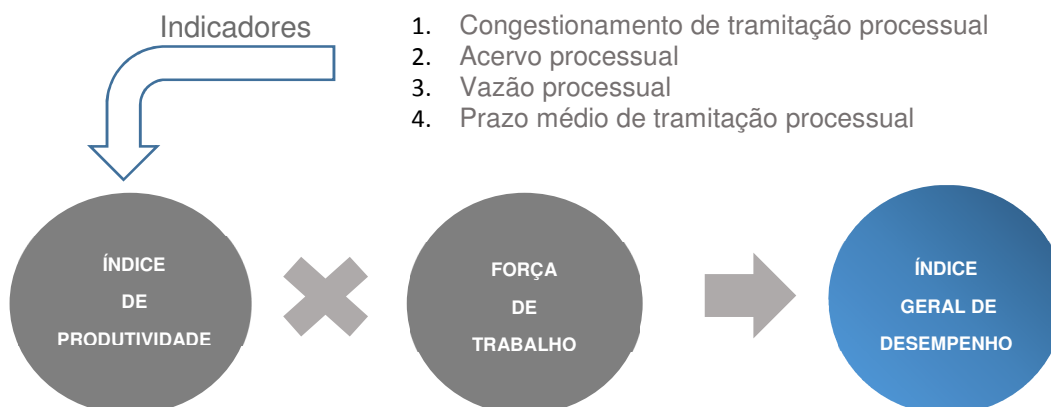 Indicadores
1. Congestionamento de tramitação processual
2. Acervo processual
3. Vazão processual
4. Prazo médio de tramitação processual
ÍNDICE
DE
PRODUTIVIDADE
FORÇA
DE
TRABALHO
ÍNDICE
GERAL DE
DESEMPENHO